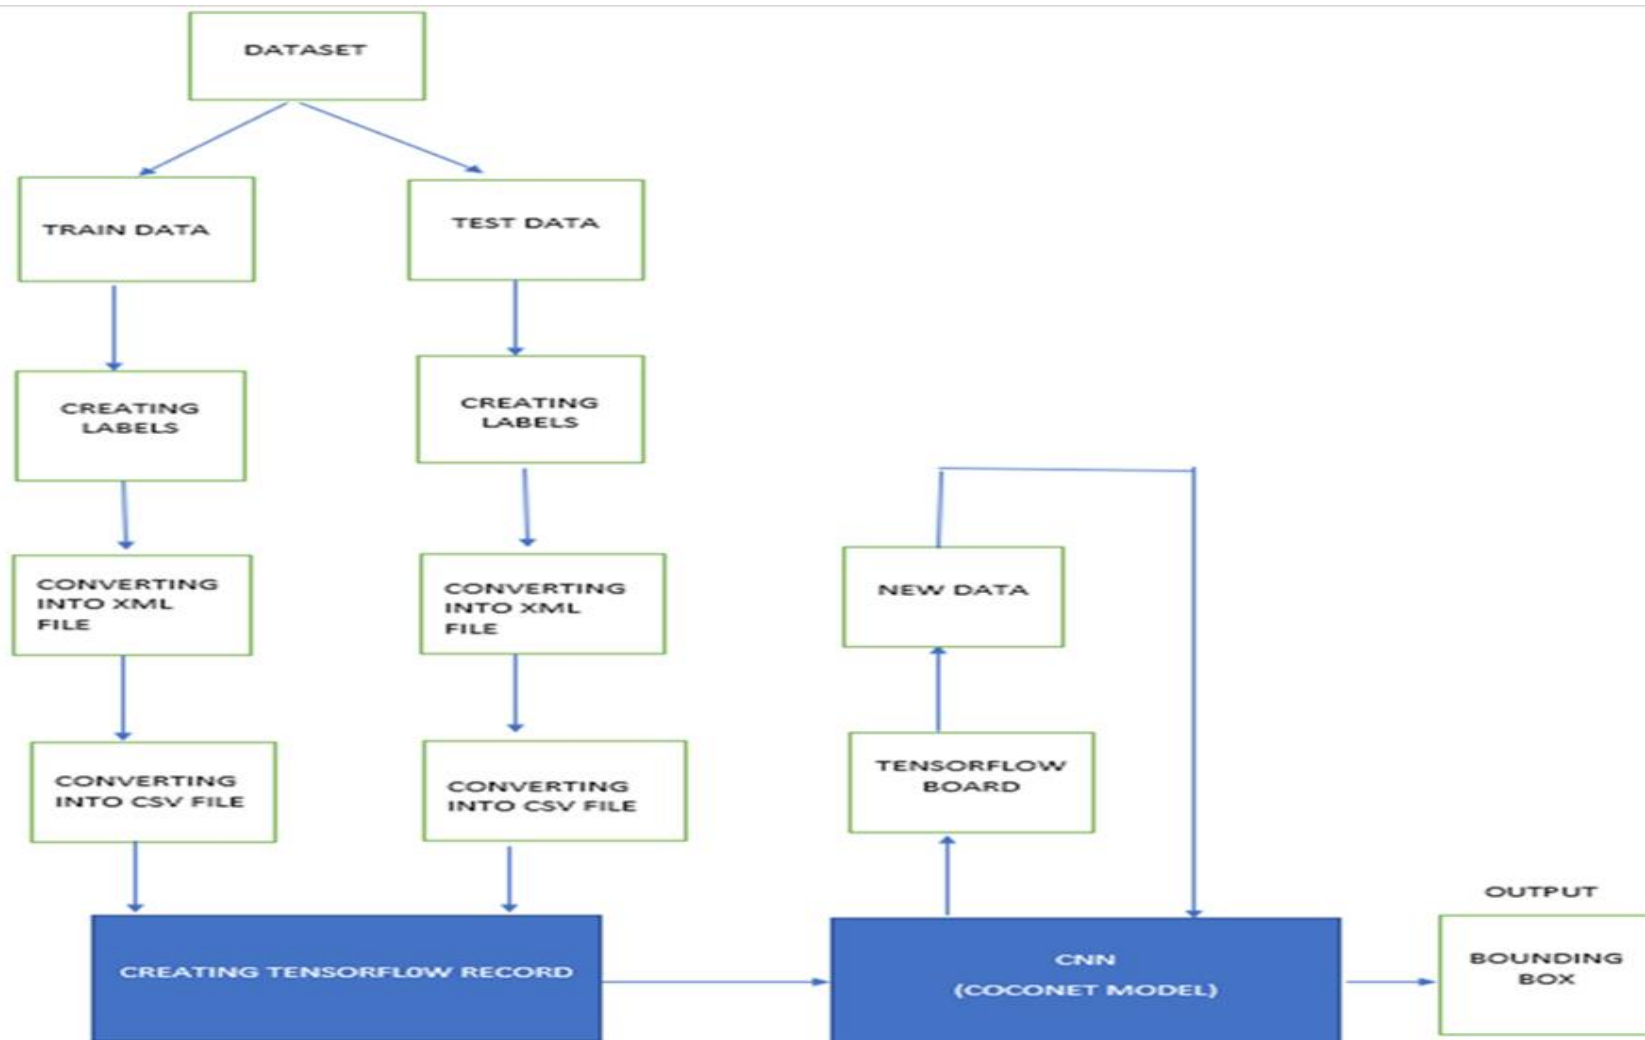 DATASET
TRAIN DATA
TEST DATA
CREATING
LABELS
CREATING
LABELS
CONVERTING
INTO XML
FILE
CONVERTING
INTO XML
FILE
NEW DATA
CONVERTING
INTO CSV FILE
CONVERTING
INTO CSV FILE
TENSORFLOW
BOARD
CREATING TENSORFLOW RECORD
CNN
(COCONET MODEL)
OUTPUT
BOUNDING
BOX